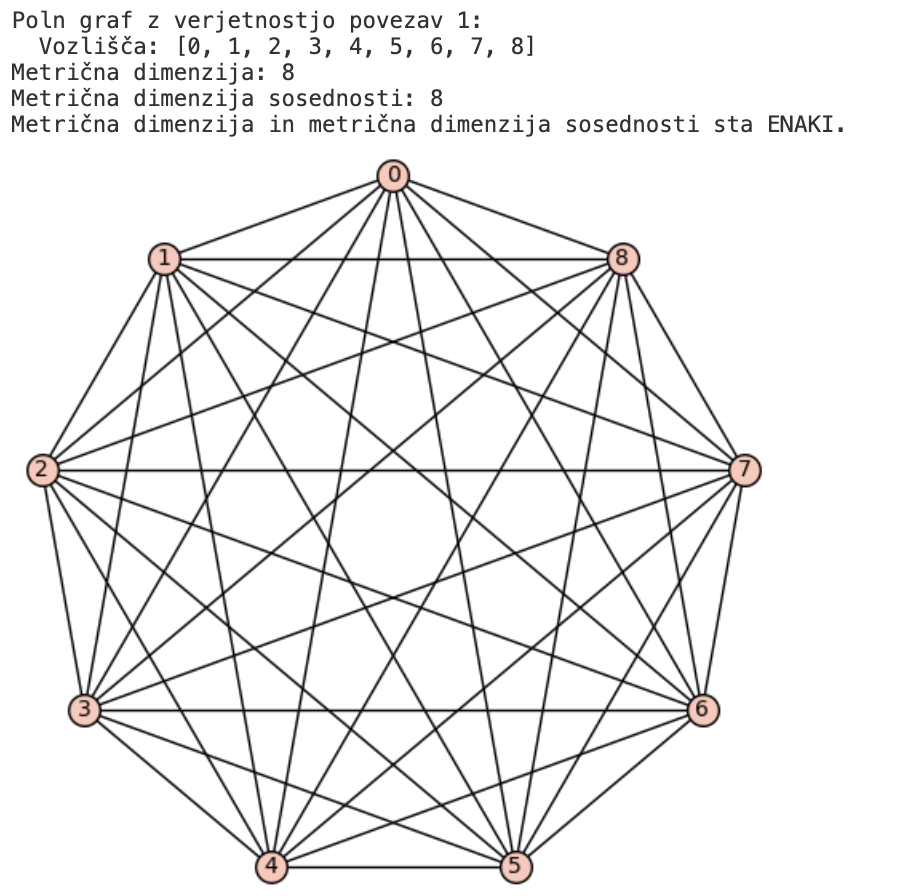 Poln graf z verjetnostjo povezav 1:
Vozlišča: [0, 1, 2, 3, 4, 5, 6, 7, 8]
Metrična dimenzija: 8
Metrična dimenzija sosednosti: 8
Metrična dimenzija in metrična dimenzija sosednosti sta ENAKI.
0
1
8
2
7
3
6
4
5